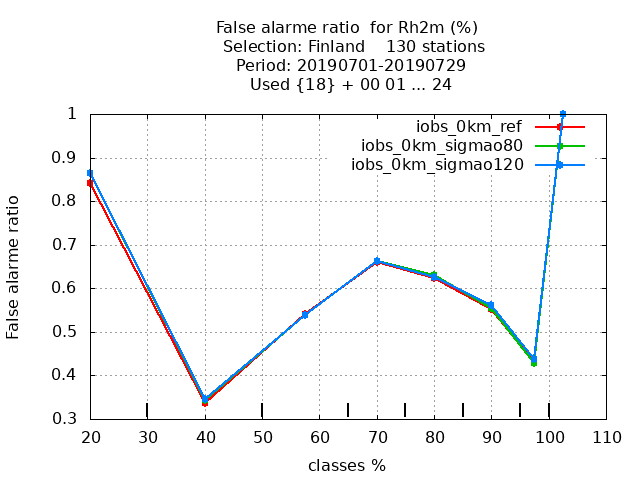 False alarme ratio  for Rh2m (%)
Selection: Finland    130 stations
Period: 20190701-20190729
Used {18} + 00 01 ... 24
iobs_0km_ref
iobs_0km_sigmao80
iobs_0km_sigmao120
False alarme ratio
1
0.9
0.8
0.7
0.6
0.5
0.4
0.3
20 30 40 50 60 70 80 90 100 110
classes %